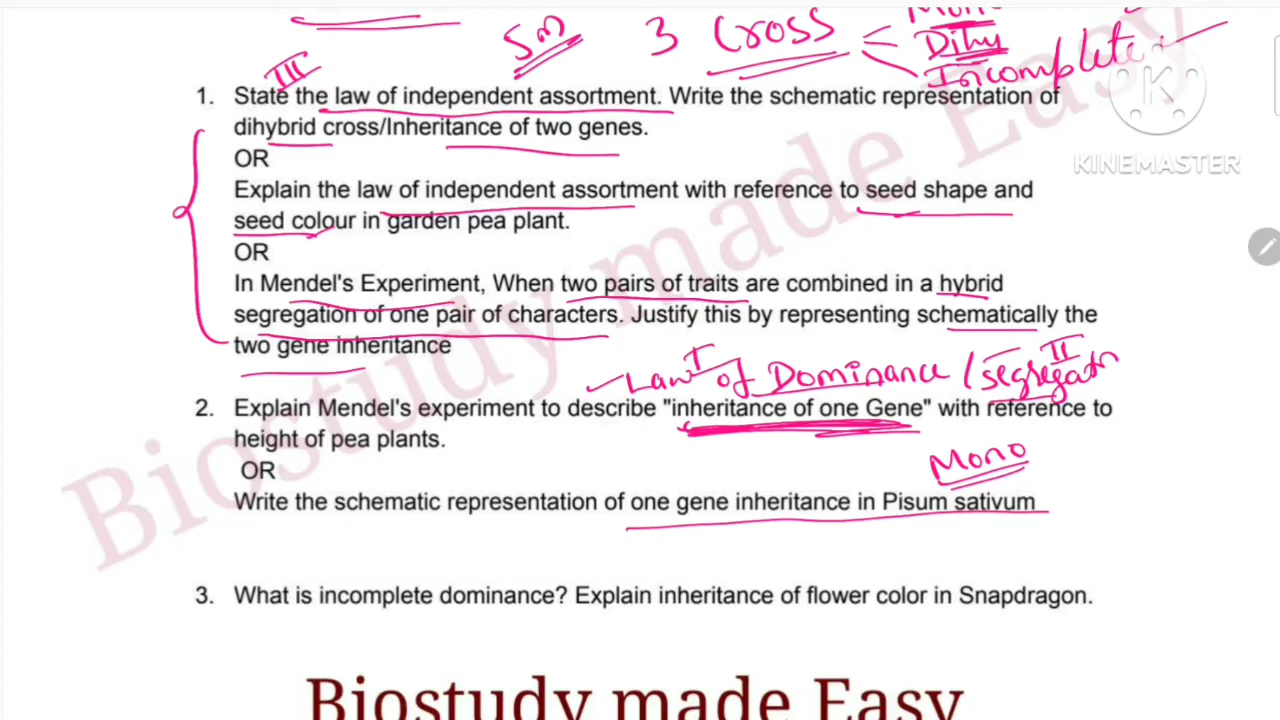 5m 3 Cross
Dihy
Incomplete
KINEMASTER
III
1. State the law of independent assortment. Write the schematic representation of
dihybrid cross/Inheritance of two genes.
OR
Explain the law of independent assortment with reference to seed shape and
seed colour in garden pea plant.
OR
In Mendel's Experiment, When two pairs of traits are combined in a hybrid
segregation of one pair of characters. Justify this by representing schematically the
two gene inheritance
Law I of Dominance / II
2. Explain Mendel's experiment to describe "inheritance of one Gene" with reference to
height of pea plants.
Mono
OR
Write the schematic representation of one gene inheritance in Pisum sativum
3. What is incomplete dominance? Explain inheritance of flower color in Snapdragon.
Biostudy made Easy
Biostudy made Easy